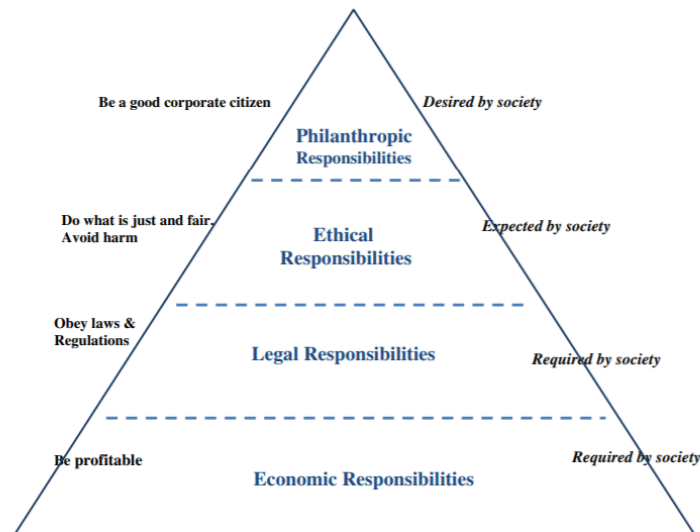 Be a good corporate citizen
Desired by society
Philanthropic
Responsibilities
Do what is just and fair,
Avoid harm
Expected by society
Ethical
Responsibilities
Obey laws &
Regulations
Legal Responsibilities
Required by society
Be profitable
Required by society
Economic Responsibilities